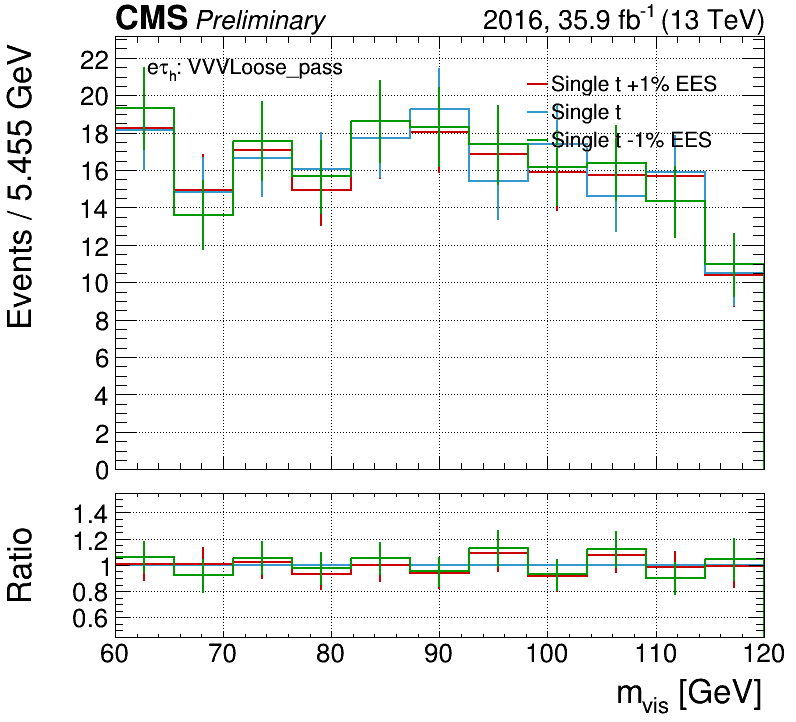 CMS Preliminary 2016, 35.9 fb⁻¹ (13 TeV)
eτₕ: VVVLoose_pass
Single t +1% EES
Single t
Single t -1% EES
Events / 5.455 GeV
22
20
18
16
14
12
10
8
6
4
2
0
Ratio
1.4
1.2
1
0.8
0.6
60 70 80 90 100 110 120
m_vis [GeV]